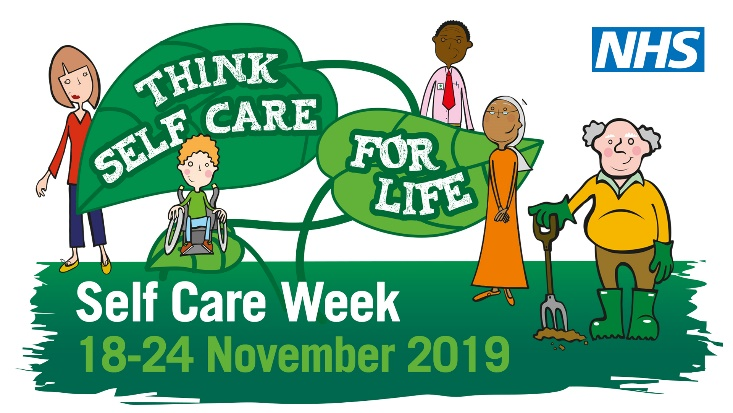 THINK
SELF CARE
FOR
LIFE
NHS
Self Care Week
18-24 November 2019